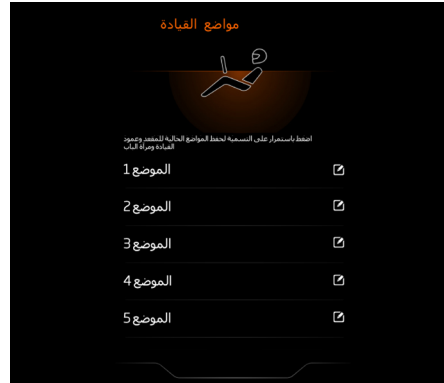 مواضع القيادة
اضغط باستمرار على التسمية لحفظ المواضع الحالية للمقعد وعمود
القيادة ومرآة الباب
الموضع 1
الموضع 2
الموضع 3
الموضع 4
الموضع 5